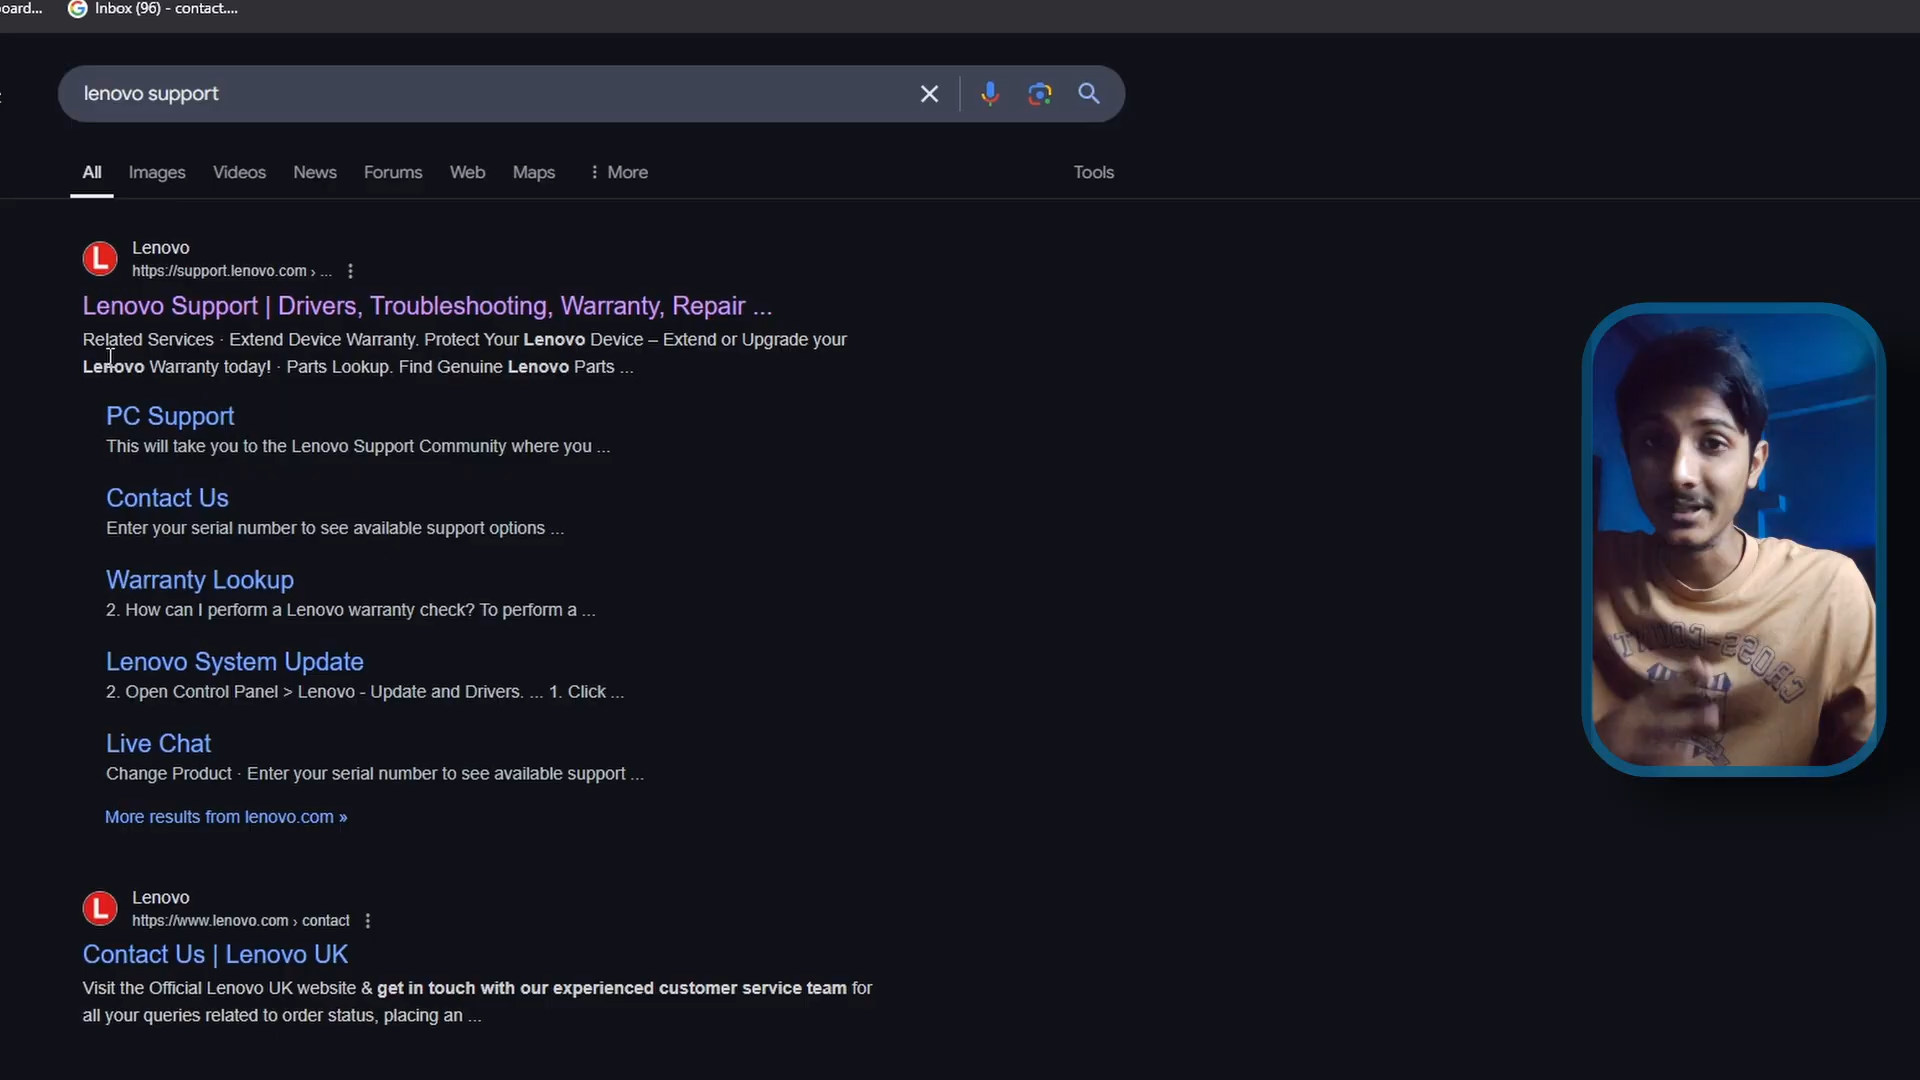 oard...
Inbox (96) - contact....
lenovo support
All Images Videos News Forums Web Maps More Tools
L
Lenovo
https://support.lenovo.com › ...
Lenovo Support | Drivers, Troubleshooting, Warranty, Repair ...
Related Services · Extend Device Warranty. Protect Your Lenovo Device – Extend or Upgrade your
Lenovo Warranty today! · Parts Lookup. Find Genuine Lenovo Parts ...
PC Support
This will take you to the Lenovo Support Community where you ...
Contact Us
Enter your serial number to see available support options ...
Warranty Lookup
2. How can I perform a Lenovo warranty check? To perform a ...
Lenovo System Update
2. Open Control Panel > Lenovo - Update and Drivers. ... 1. Click ...
Live Chat
Change Product · Enter your serial number to see available support ...
More results from lenovo.com »
L
Lenovo
https://www.lenovo.com › contact
Contact Us | Lenovo UK
Visit the Official Lenovo UK website & get in touch with our experienced customer service team for
all your queries related to order status, placing an ...
CROSS-COUNT